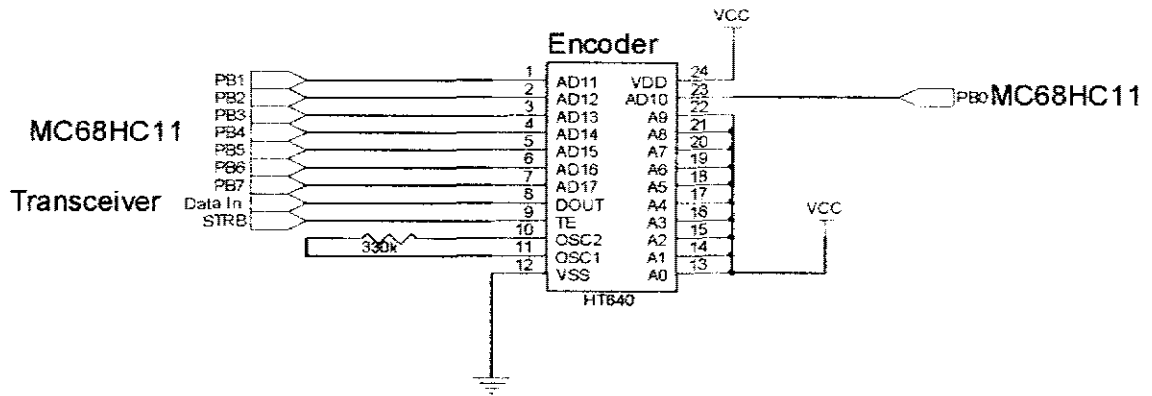 VCC
Encoder
PB1 1 AD11 VDD 24
PB2 2 AD12 AD10 23 PB0 MC68HC11
PB3 3 AD13 A9 22
MC68HC11 PB4 4 AD14 A8 21
PB5 5 AD15 A7 20
PB6 6 AD16 A6 19
PB7 7 AD17 A5 18
Transceiver Data In 8 DOUT A4 17
STRB 9 TE A3 16 VCC
10 OSC2 A2 15
330k 11 OSC1 A1 14
12 VSS A0 13
HT640